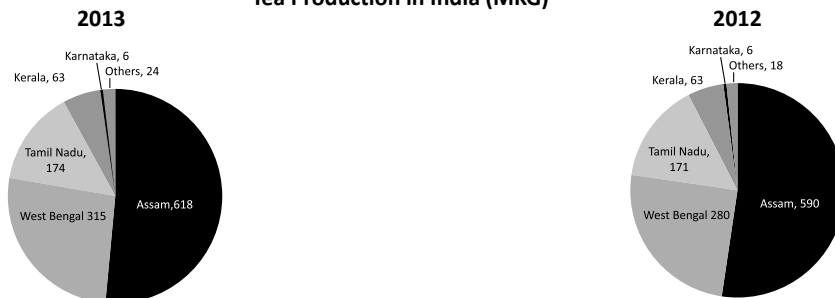 Tea Production in India (MKG)
2013
2012
Karnataka, 6
Others, 24
Kerala, 63
Tamil Nadu,
174
West Bengal 315
Assam,618
Karnataka, 6
Others, 18
Kerala, 63
Tamil Nadu,
171
West Bengal 280
Assam, 590